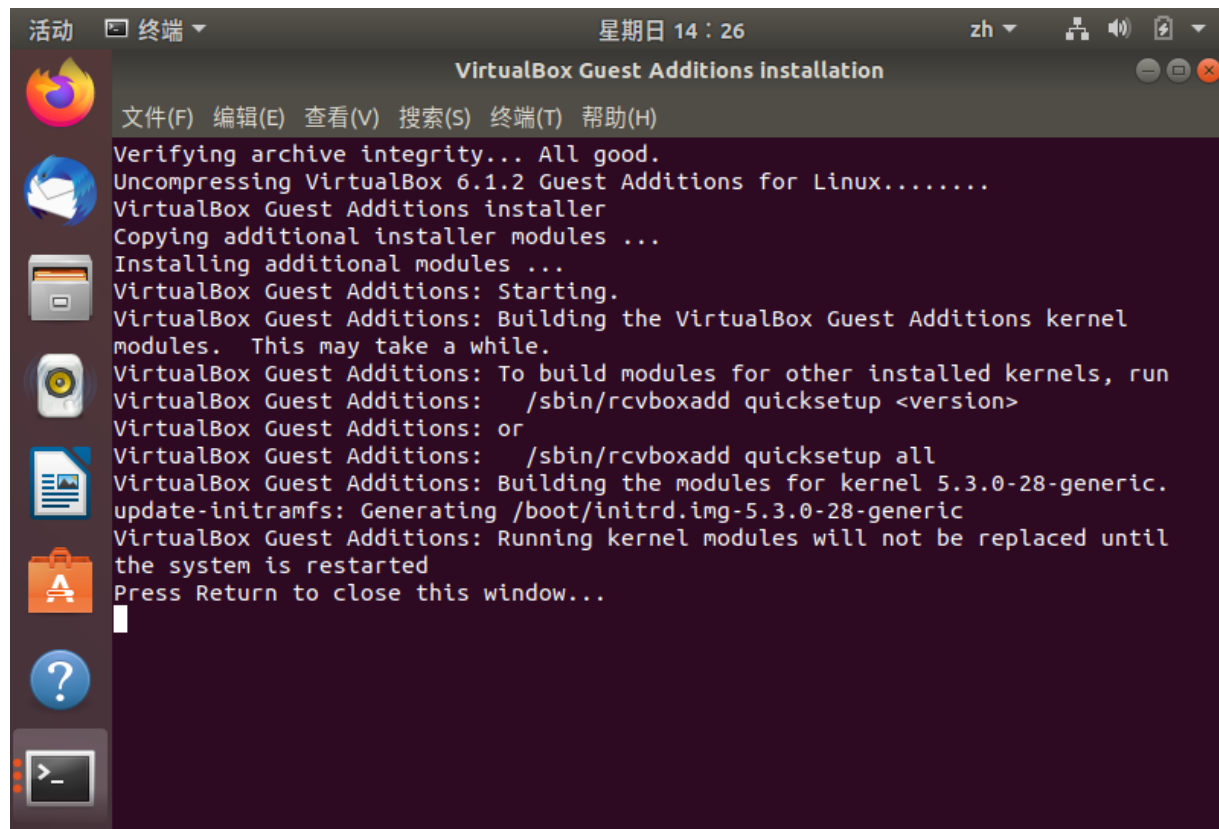 活动 终端 星期日 14：26 zh
VirtualBox Guest Additions installation
文件(F) 编辑(E) 查看(V) 搜索(S) 终端(T) 帮助(H)
Verifying archive integrity... All good.
Uncompressing VirtualBox 6.1.2 Guest Additions for Linux........
VirtualBox Guest Additions installer
Copying additional installer modules ...
Installing additional modules ...
VirtualBox Guest Additions: Starting.
VirtualBox Guest Additions: Building the VirtualBox Guest Additions kernel
modules.  This may take a while.
VirtualBox Guest Additions: To build modules for other installed kernels, run
VirtualBox Guest Additions:   /sbin/rcvboxadd quicksetup <version>
VirtualBox Guest Additions: or
VirtualBox Guest Additions:   /sbin/rcvboxadd quicksetup all
VirtualBox Guest Additions: Building the modules for kernel 5.3.0-28-generic.
update-initramfs: Generating /boot/initrd.img-5.3.0-28-generic
VirtualBox Guest Additions: Running kernel modules will not be replaced until
the system is restarted
Press Return to close this window...